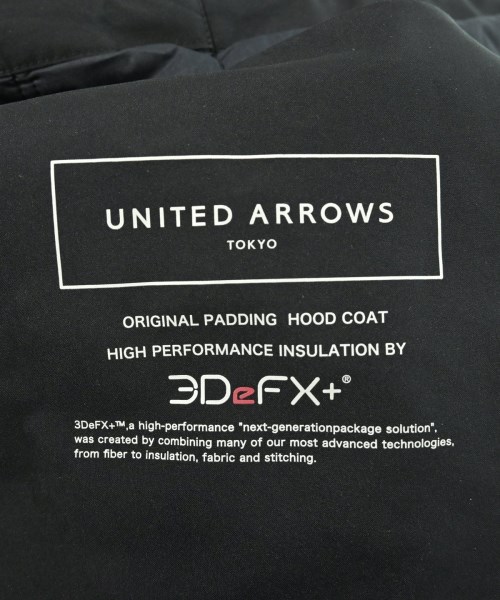 UNITED ARROWS
TOKYO
ORIGINAL PADDING HOOD COAT
HIGH PERFORMANCE INSULATION BY
3DeFX+®
3DeFX+™,a high-performance "next-generationpackage solution",
was created by combining many of our most advanced technologies,
from fiber to insulation, fabric and stitching.